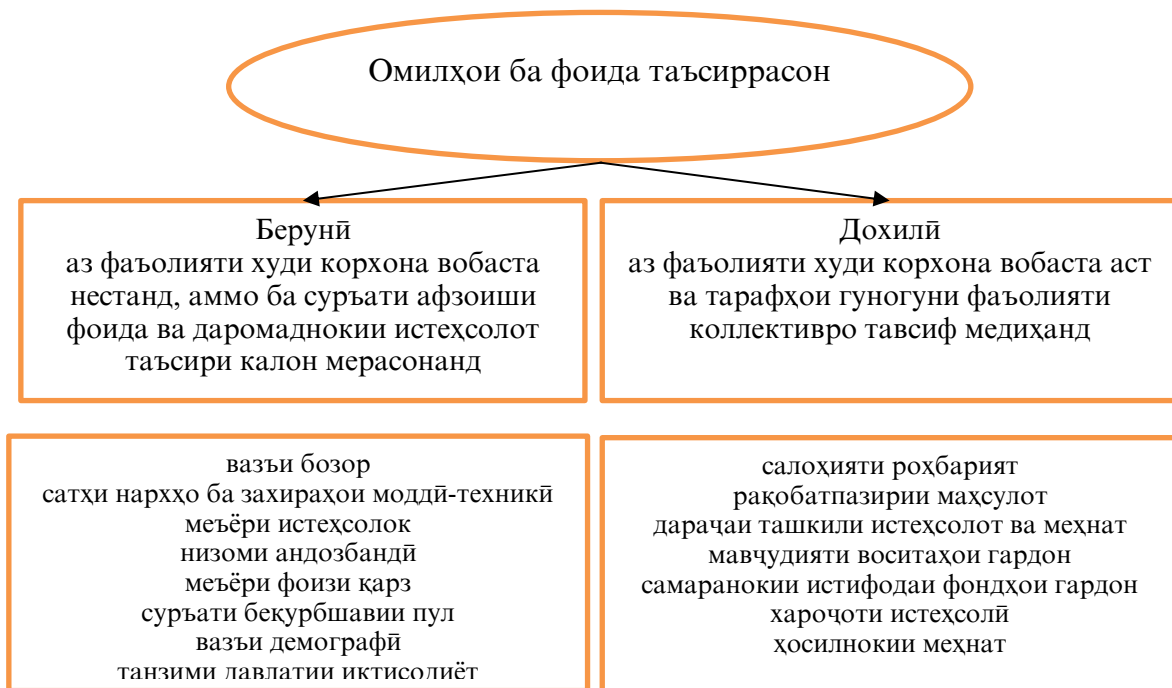 Омилҳои ба фоида таъсиррасон
Берунӣ
аз фаъолияти худи корхона вобаста
нестанд, аммо ба суръати афзоиши
фоида ва даромаднокии истеҳсолот
таъсири калон мерасонанд
Дохилӣ
аз фаъолияти худи корхона вобаста аст
ва тарафҳои гуногуни фаъолияти
коллективро тавсиф медиҳанд
вазъи бозор
сатҳи нархҳо ба захираҳои моддӣ-техникӣ
меъёри истеҳсолок
низоми андозбандӣ
меъёри фоизи қарз
суръати беқурбшавии пул
вазъи демографӣ
танзими давлатии иқтисодиёт
салоҳияти роҳбарият
рақобатпазирии маҳсулот
дараҷаи ташкили истеҳсолот ва меҳнат
мавҷудияти воситаҳои гардон
самаранокии истифодаи фондҳои гардон
хароҷоти истеҳсолӣ
ҳосилнокии меҳнат